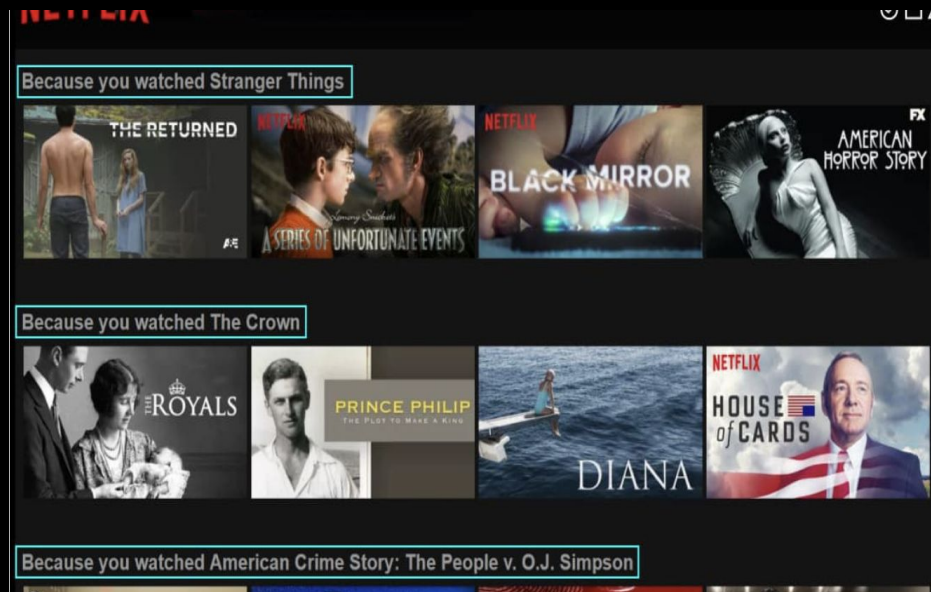 NETFLIX
Because you watched Stranger Things
THE RETURNED
A&E
NETFLIX
Lemony Snicket's
A SERIES OF UNFORTUNATE EVENTS
NETFLIX
BLACK MIRROR
FX
AMERICAN
HORROR STORY
Because you watched The Crown
THE ROYALS
PRINCE PHILIP
THE PLOT TO MAKE A KING
DIANA
NETFLIX
HOUSE
of CARDS
Because you watched American Crime Story: The People v. O.J. Simpson